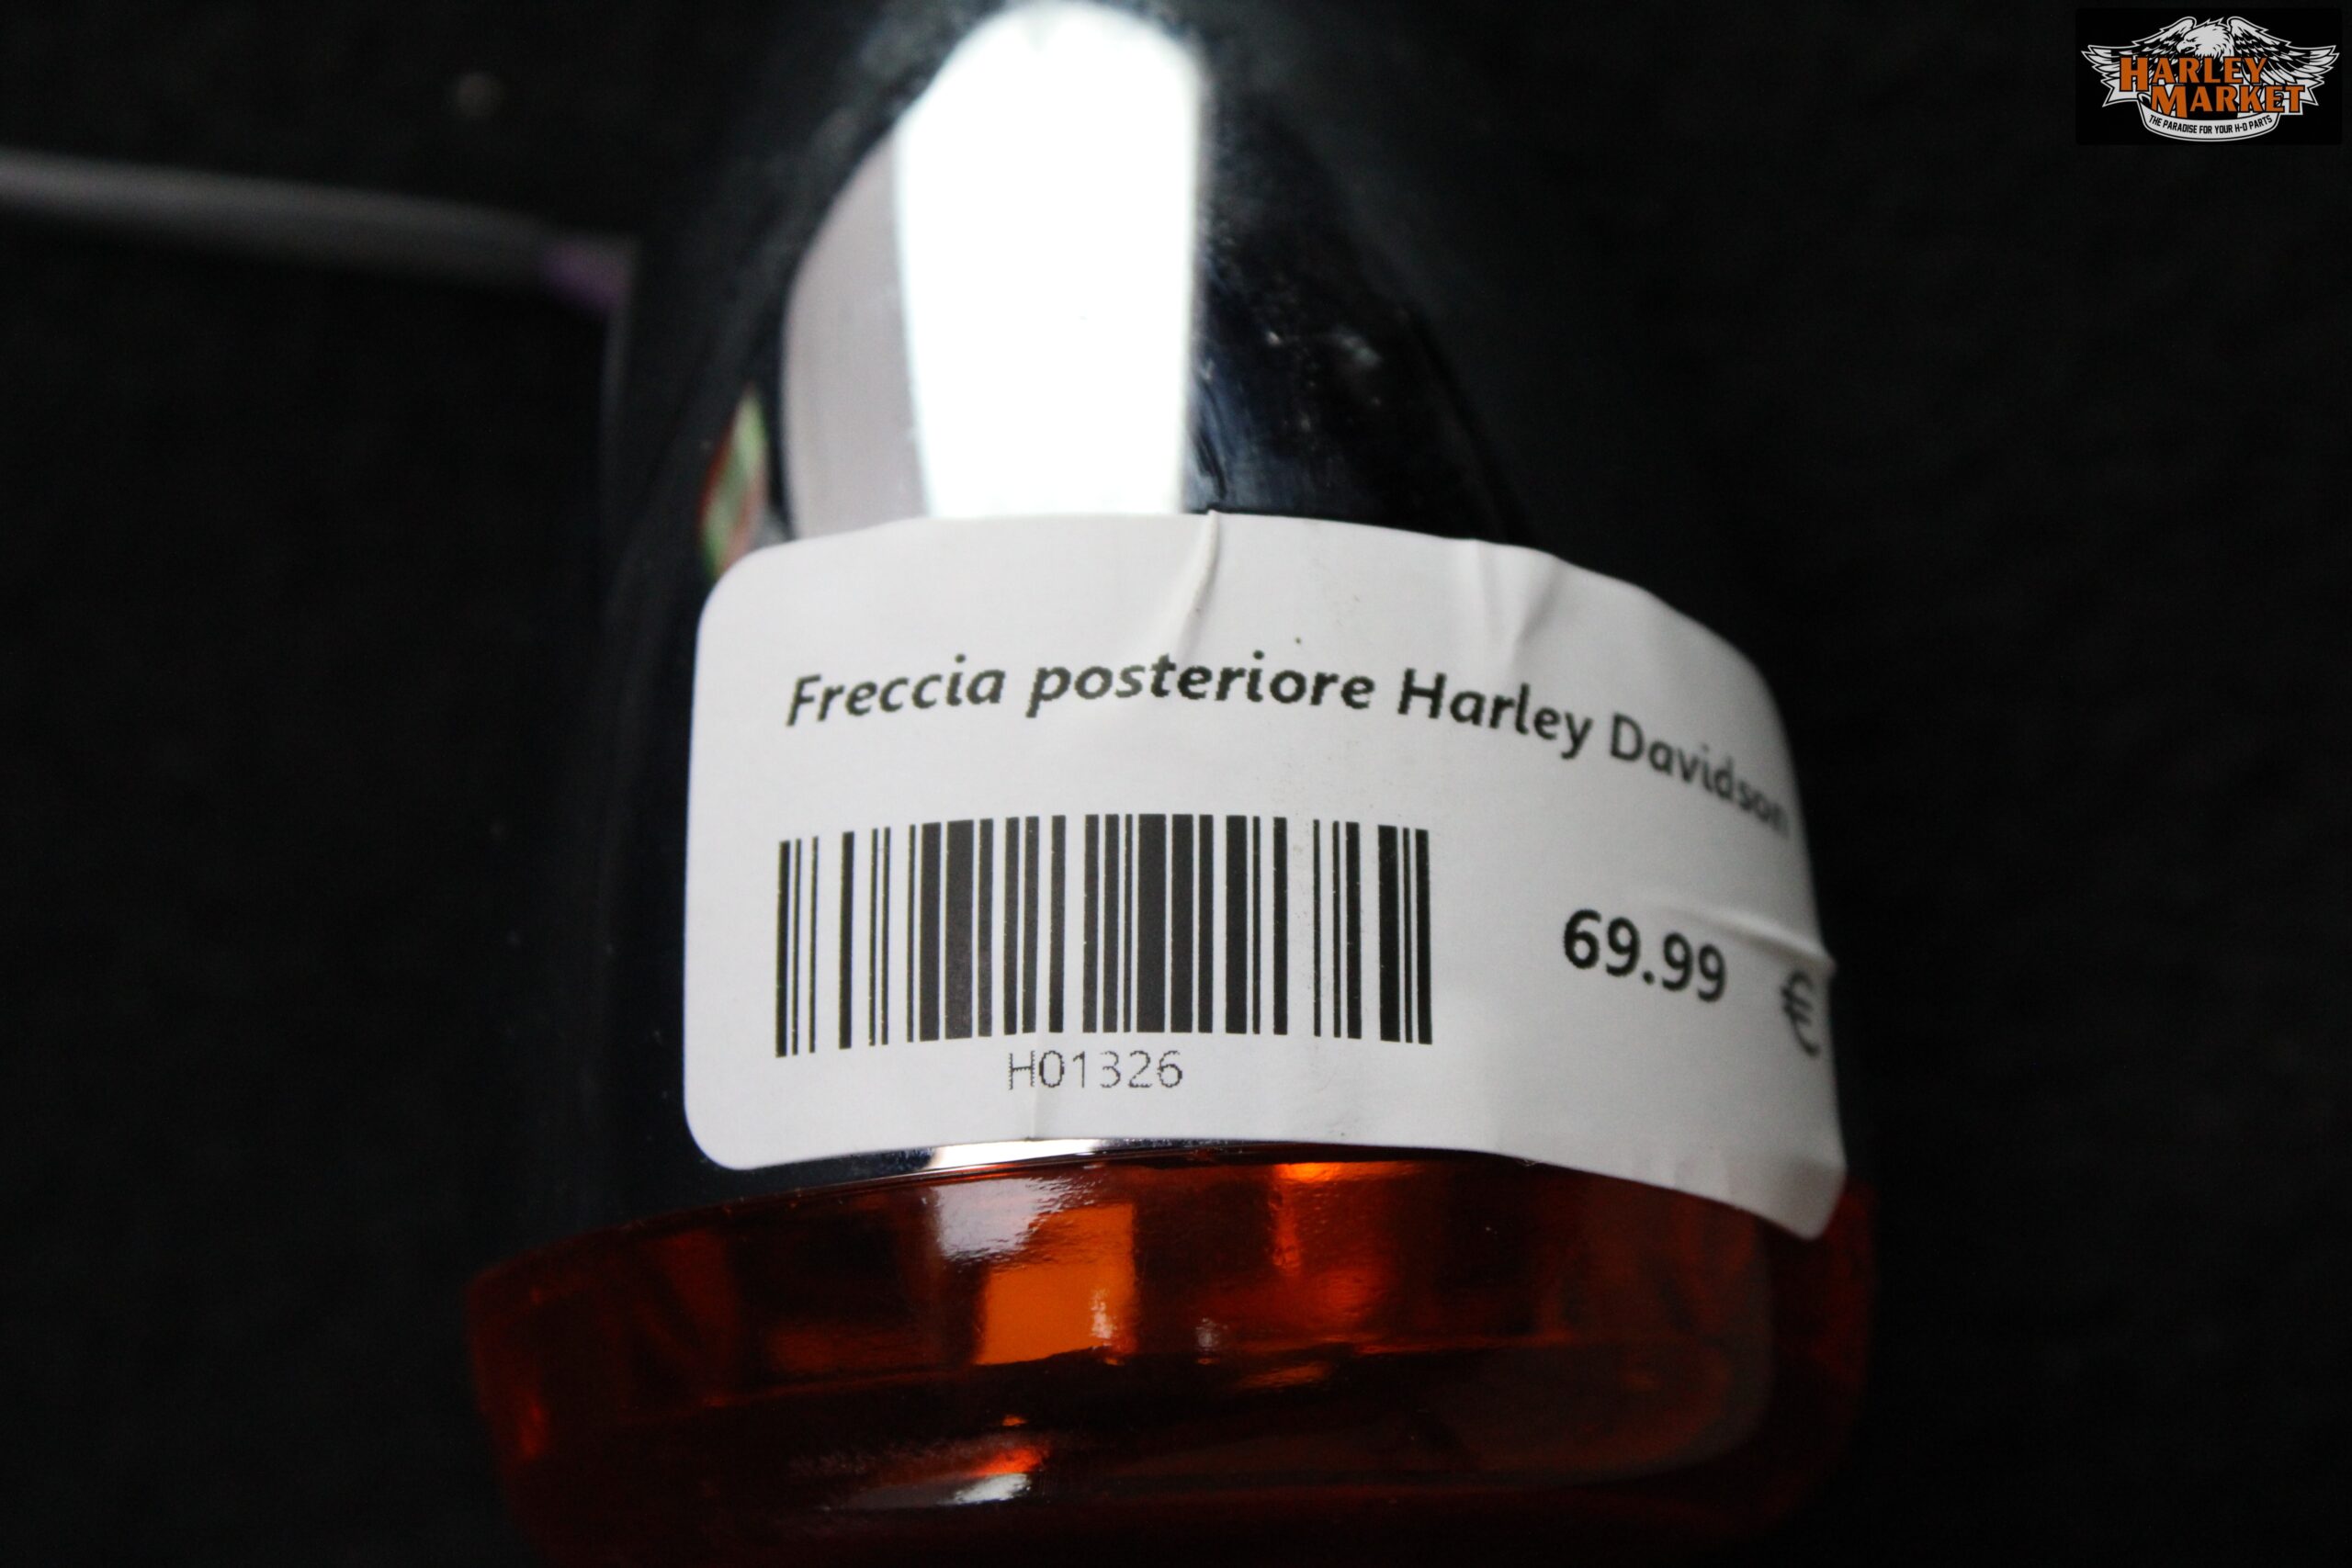 HARLEY
MARKET
THE PARADISE FOR YOUR H-D PARTS
Freccia posteriore Harley Davidson
69.99 €
H01326